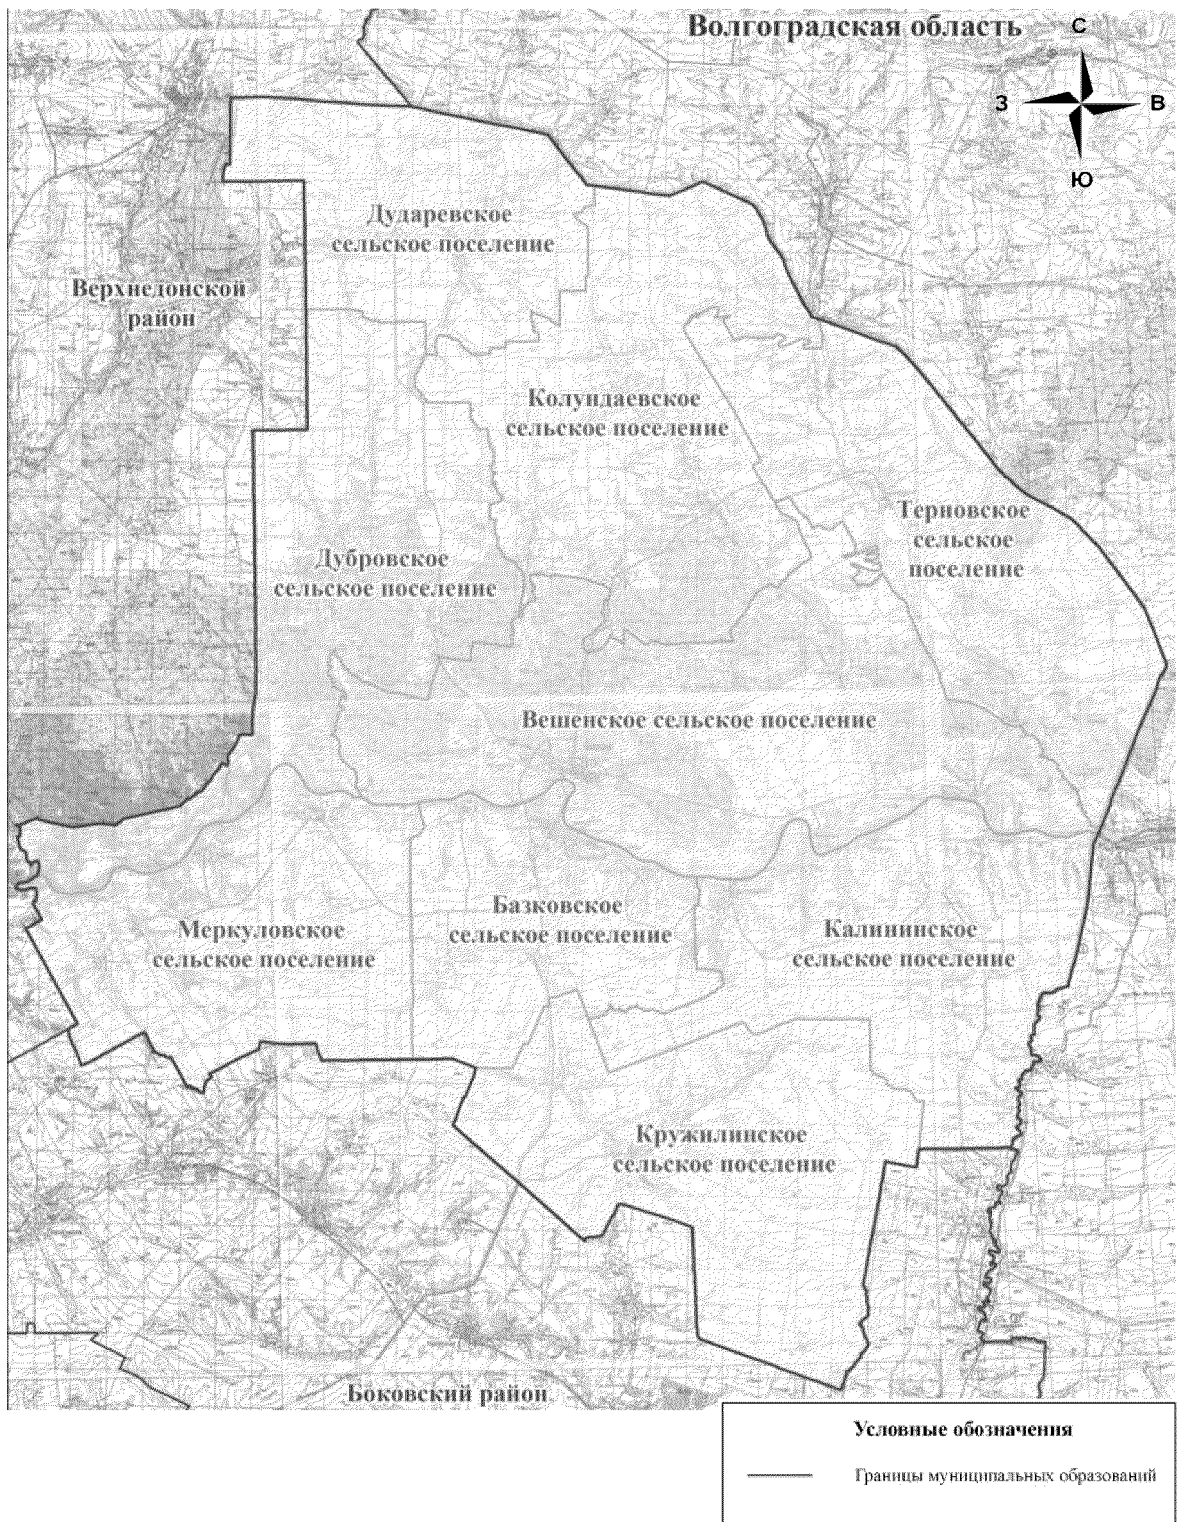 Волгоградская область
С
З
В
Ю
Дударевское
сельское поселение
Верхнедонской
район
Колундаевское
сельское поселение
Терновское
сельское
поселение
Дубровское
сельское поселение
Вешенское сельское поселение
Базковское
сельское поселение
Меркуловское
сельское поселение
Калининское
сельское поселение
Кружилинское
сельское поселение
Боковский район
Условные обозначения
Границы муниципальных образований